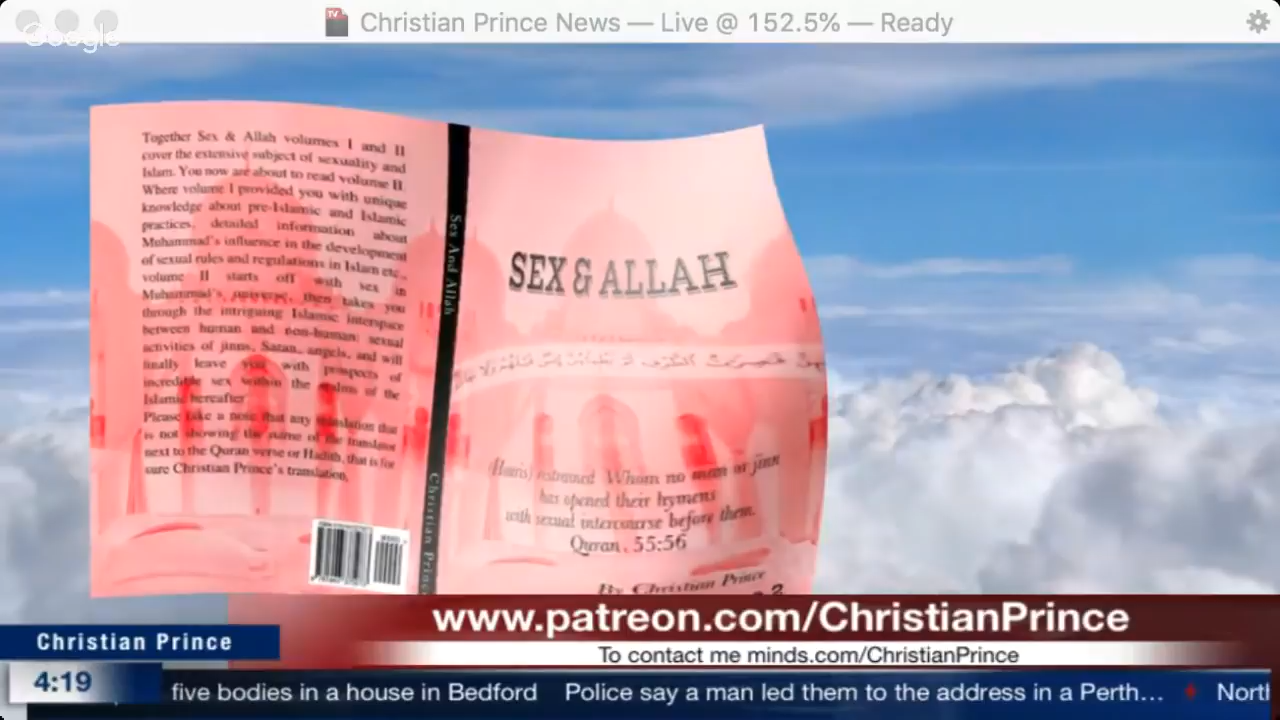 Christian Prince News — Live @ 152.5% — Ready
Google
Together Sex & Allah volumes I and II
cover the extensive subject of sexuality and
Islam. You now are about to read volume II.
Where volume I provided you with unique
knowledge about pre-Islamic and Islamic
practices, detailed information about
Muhammad's influence in the development
of sexual rules and regulations in Islam etc.,
volume II starts off with sex in
Muhammad's universe, then takes you
through the intriguing Islamic interspace
between human and non-human: sexual
activities of jinns, Satan, angels, and will
finally leave you with prospects of
incredible sex within the realms of the
Islamic hereafter
Please take a note that any translation that
is not showing the name of the translator
next to the Quran verse or Hadith, that is for
sure Christian Prince's translation.
Sex And Allah
Christian Prince
SEX & ALLAH
(Houris) restrained Whom no man or jinn
has opened their hymens
with sexual intercourse before them.
Quran, 55:56
By Christian Prince
2
www.patreon.com/ChristianPrince
Christian Prince
To contact me minds.com/ChristianPrince
4:19
five bodies in a house in Bedford Police say a man led them to the address in a Perth... North